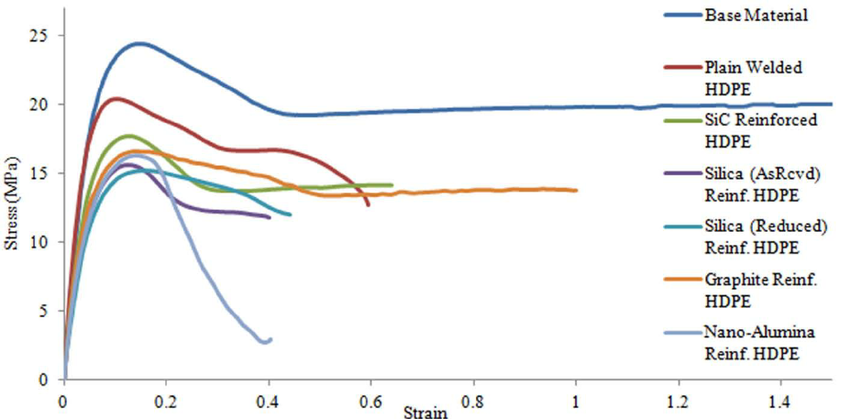 25
20
15
10
5
0
Stress (MPa)
0
0.2
0.4
0.6
0.8
1
1.2
1.4
Strain
Base Material
Plain Welded
HDPE
SiC Reinforced
HDPE
Silica (AsRcvd)
Reinf. HDPE
Silica (Reduced)
Reinf. HDPE
Graphite Reinf.
HDPE
Nano-Alumina
Reinf. HDPE